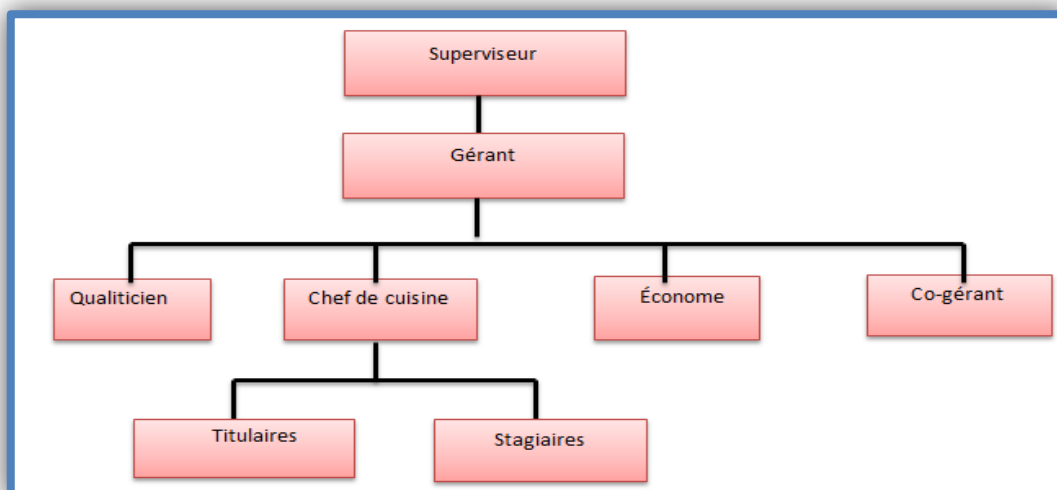 Superviseur
Gérant
Qualiticien
Chef de cuisine
Économe
Co-gérant
Titulaires
Stagiaires